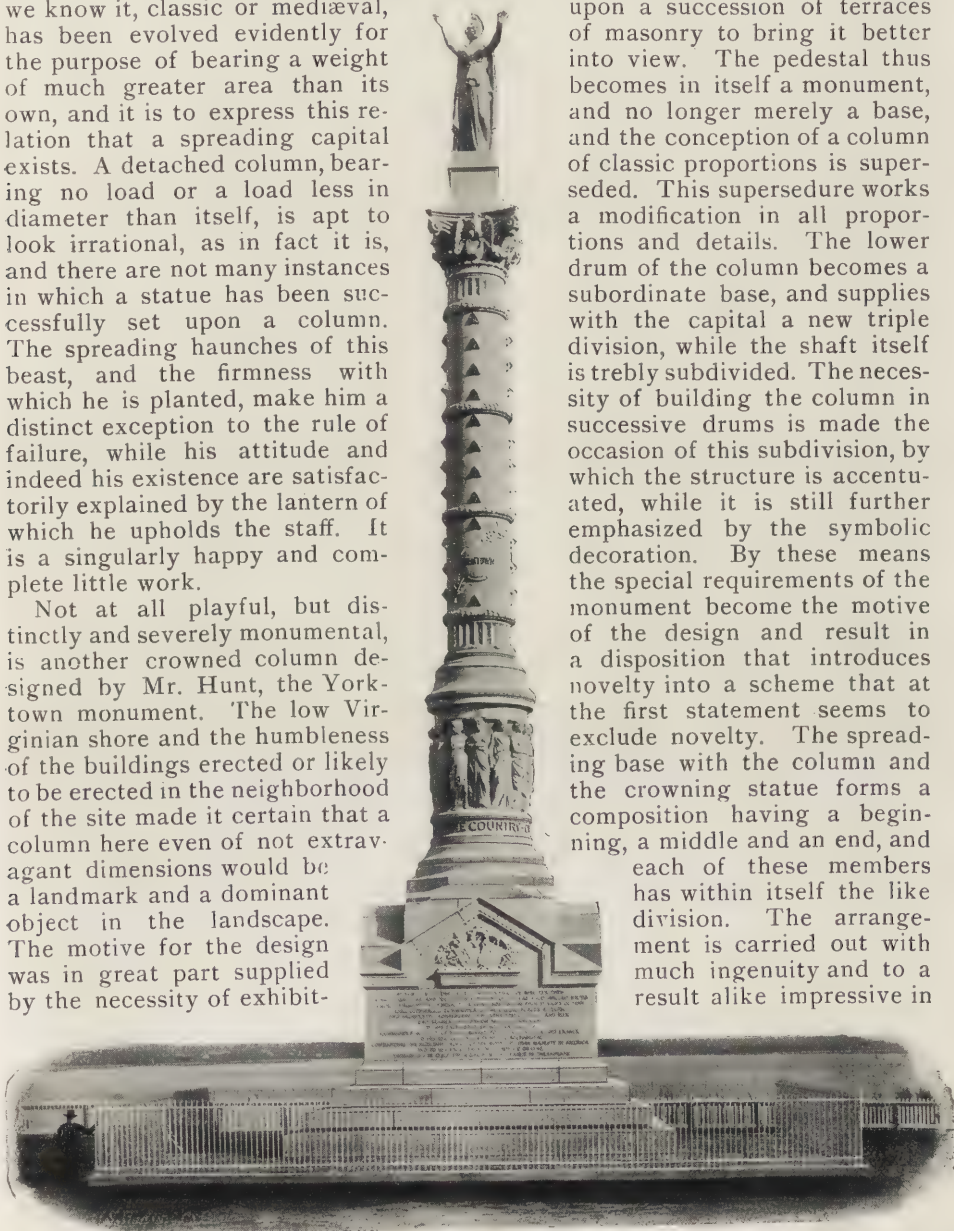 we know it, classic or mediæval,
has been evolved evidently for
the purpose of bearing a weight
of much greater area than its
own, and it is to express this re-
lation that a spreading capital
exists. A detached column, bear-
ing no load or a load less in
diameter than itself, is apt to
look irrational, as in fact it is,
and there are not many instances
in which a statue has been suc-
cessfully set upon a column.
The spreading haunches of this
beast, and the firmness with
which he is planted, make him a
distinct exception to the rule of
failure, while his attitude and
indeed his existence are satisfac-
torily explained by the lantern of
which he upholds the staff. It
is a singularly happy and com-
plete little work.
Not at all playful, but dis-
tinctly and severely monumental,
is another crowned column de-
signed by Mr. Hunt, the York-
town monument. The low Vir-
ginian shore and the humbleness
of the buildings erected or likely
to be erected in the neighborhood
of the site made it certain that a
column here even of not extrav-
agant dimensions would be
a landmark and a dominant
object in the landscape.
The motive for the design
was in great part supplied
by the necessity of exhibit-
upon a succession of terraces
of masonry to bring it better
into view. The pedestal thus
becomes in itself a monument,
and no longer merely a base,
and the conception of a column
of classic proportions is super-
seded. This supersedure works
a modification in all propor-
tions and details. The lower
drum of the column becomes a
subordinate base, and supplies
with the capital a new triple
division, while the shaft itself
is trebly subdivided. The neces-
sity of building the column in
successive drums is made the
occasion of this subdivision, by
which the structure is accentu-
ated, while it is still further
emphasized by the symbolic
decoration. By these means
the special requirements of the
monument become the motive
of the design and result in
a disposition that introduces
novelty into a scheme that at
the first statement seems to
exclude novelty. The spread-
ing base with the column and
the crowning statue forms a
composition having a begin-
ning, a middle and an end, and
each of these members
has within itself the like
division. The arrange-
ment is carried out with
much ingenuity and to a
result alike impressive in
COUNTRY